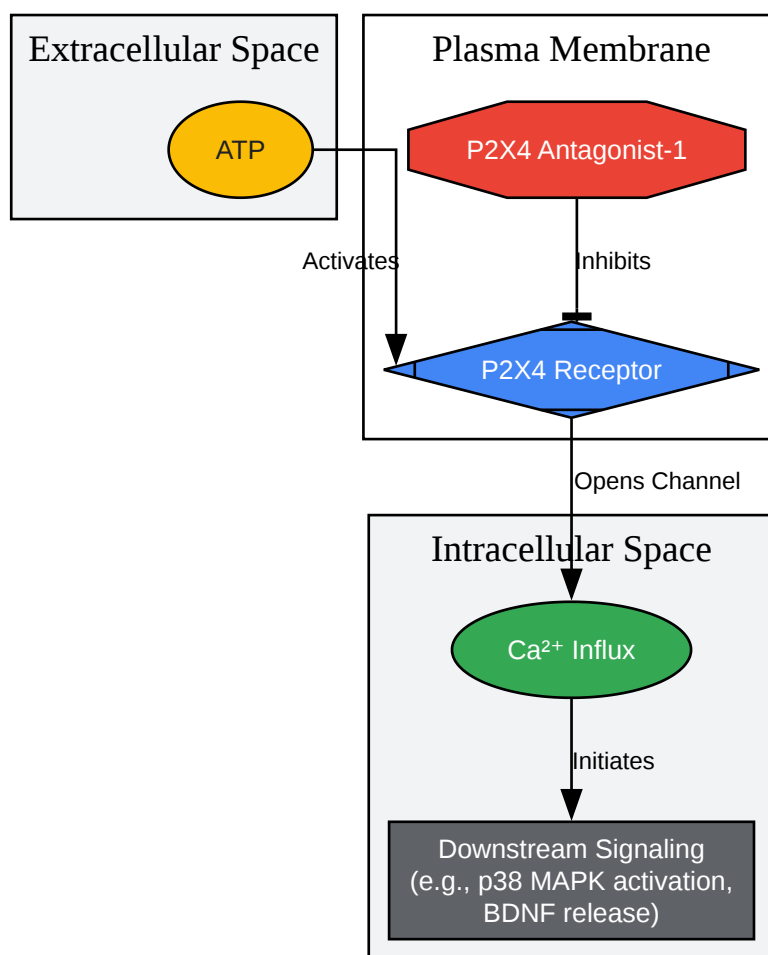 Extracellular Space
Plasma Membrane
ATP
P2X4 Antagonist-1
Activates
Inhibits
P2X4 Receptor
Opens Channel
Intracellular Space
Ca²⁺ Influx
Initiates
Downstream Signaling
(e.g., p38 MAPK activation,
BDNF release)